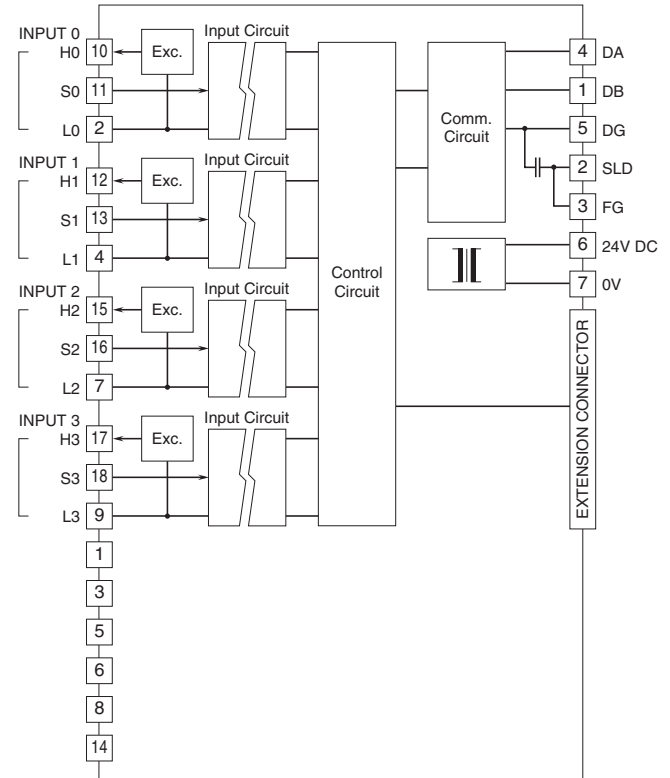 INPUT 0
H0 10
Exc.
Input Circuit
S0 11
L0 2
INPUT 1
H1 12
Exc.
Input Circuit
S1 13
L1 4
INPUT 2
H2 15
Exc.
Input Circuit
S2 16
L2 7
INPUT 3
H3 17
Exc.
Input Circuit
S3 18
L3 9
1
3
5
6
8
14
Control
Circuit
Comm.
Circuit
4 DA
1 DB
5 DG
2 SLD
3 FG
6 24V DC
7 0V
EXTENSION CONNECTOR